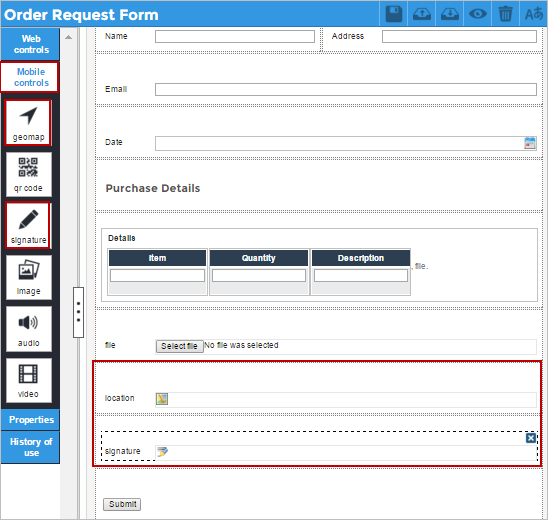 Order Request Form
Aあ
Web
controls
Mobile
controls
geomap
qr code
signature
image
audio
video
Properties
History of
use
Name
Address
Email
Date
Purchase Details
Details
Item
Quantity
Description
, file.
file
Select file
No file was selected
location
signature
Submit